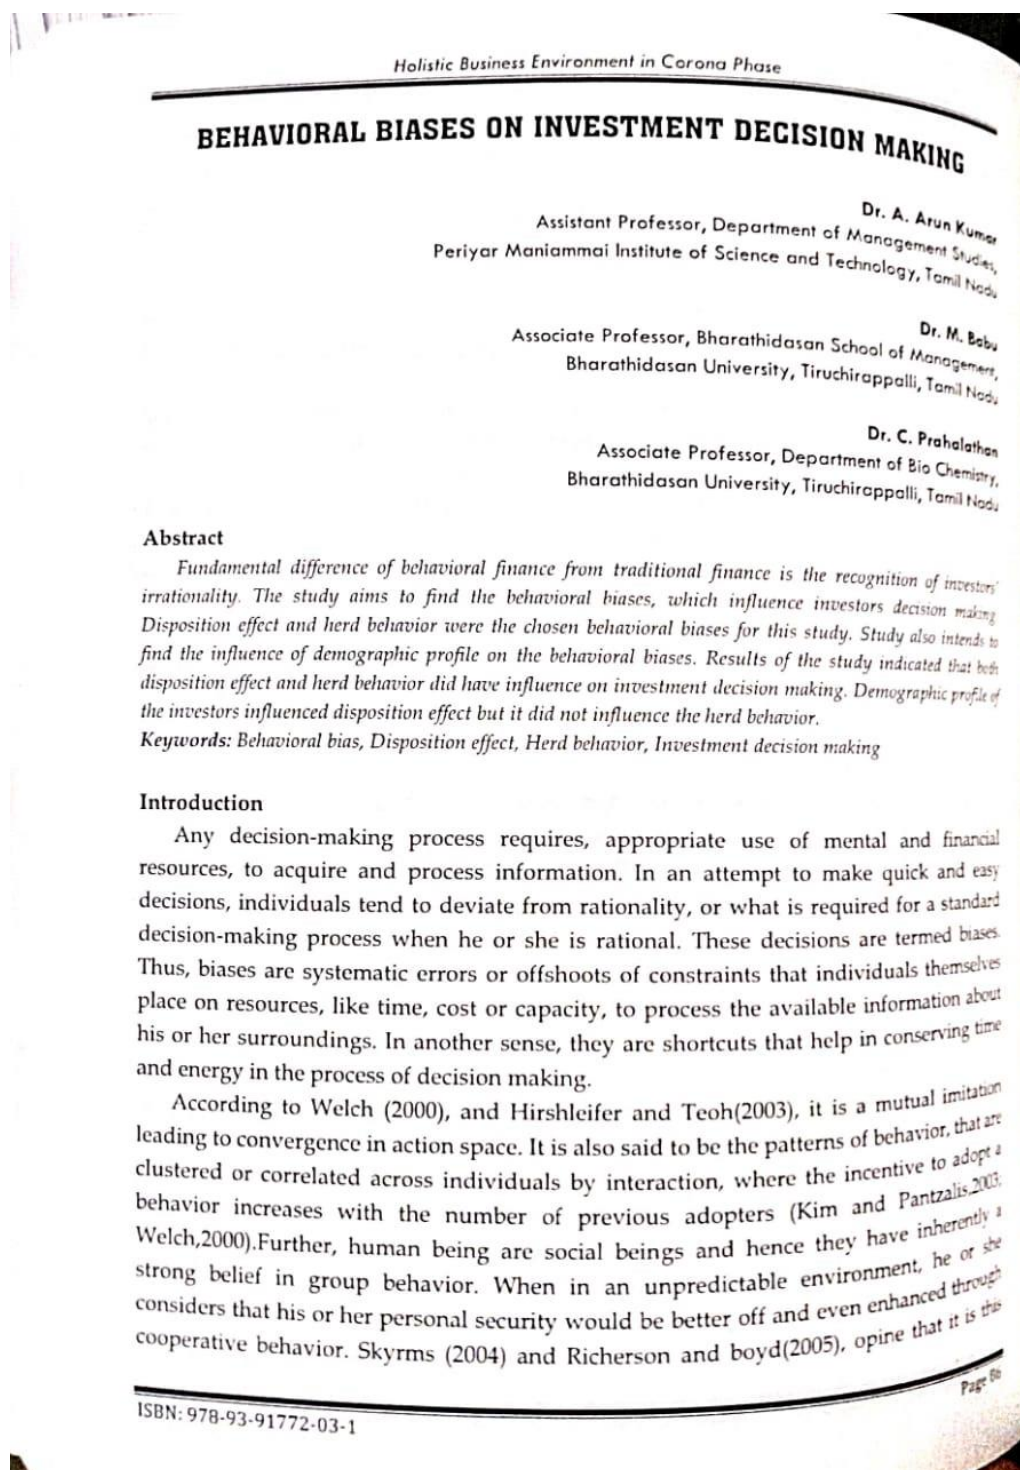 Holistic Business Environment in Corona Phase
BEHAVIORAL BIASES ON INVESTMENT DECISION MAKING
Dr. A. Arun Kumar
Assistant Professor, Department of Management Studies,
Periyar Maniammai Institute of Science and Technology, Tamil Nadu
Dr. M. Babu
Associate Professor, Bharathidasan School of Management,
Bharathidasan University, Tiruchirappalli, Tamil Nadu
Dr. C. Prahalathan
Associate Professor, Department of Bio Chemistry,
Bharathidasan University, Tiruchirappalli, Tamil Nadu
Abstract
Fundamental difference of behavioral finance from traditional finance is the recognition of investors'
irrationality. The study aims to find the behavioral biases, which influence investors decision making
Disposition effect and herd behavior were the chosen behavioral biases for this study. Study also intends to
find the influence of demographic profile on the behavioral biases. Results of the study indicated that both
disposition effect and herd behavior did have influence on investment decision making. Demographic profile of
the investors influenced disposition effect but it did not influence the herd behavior.
Keywords: Behavioral bias, Disposition effect, Herd behavior, Investment decision making
Introduction
Any decision-making process requires, appropriate use of mental and financial
resources, to acquire and process information. In an attempt to make quick and easy
decisions, individuals tend to deviate from rationality, or what is required for a standard
decision-making process when he or she is rational. These decisions are termed biases.
Thus, biases are systematic errors or offshoots of constraints that individuals themselves
place on resources, like time, cost or capacity, to process the available information about
his or her surroundings. In another sense, they are shortcuts that help in conserving time
and energy in the process of decision making.
According to Welch (2000), and Hirshleifer and Teoh(2003), it is a mutual imitation
leading to convergence in action space. It is also said to be the patterns of behavior, that are
clustered or correlated across individuals by interaction, where the incentive to adopt a
behavior increases with the number of previous adopters (Kim and Pantzalis,2003;
Welch,2000).Further, human being are social beings and hence they have inherently a
strong belief in group behavior. When in an unpredictable environment, he or she
considers that his or her personal security would be better off and even enhanced through
cooperative behavior. Skyrms (2004) and Richerson and boyd(2005), opine that it is this
Page 86
ISBN: 978-93-91772-03-1